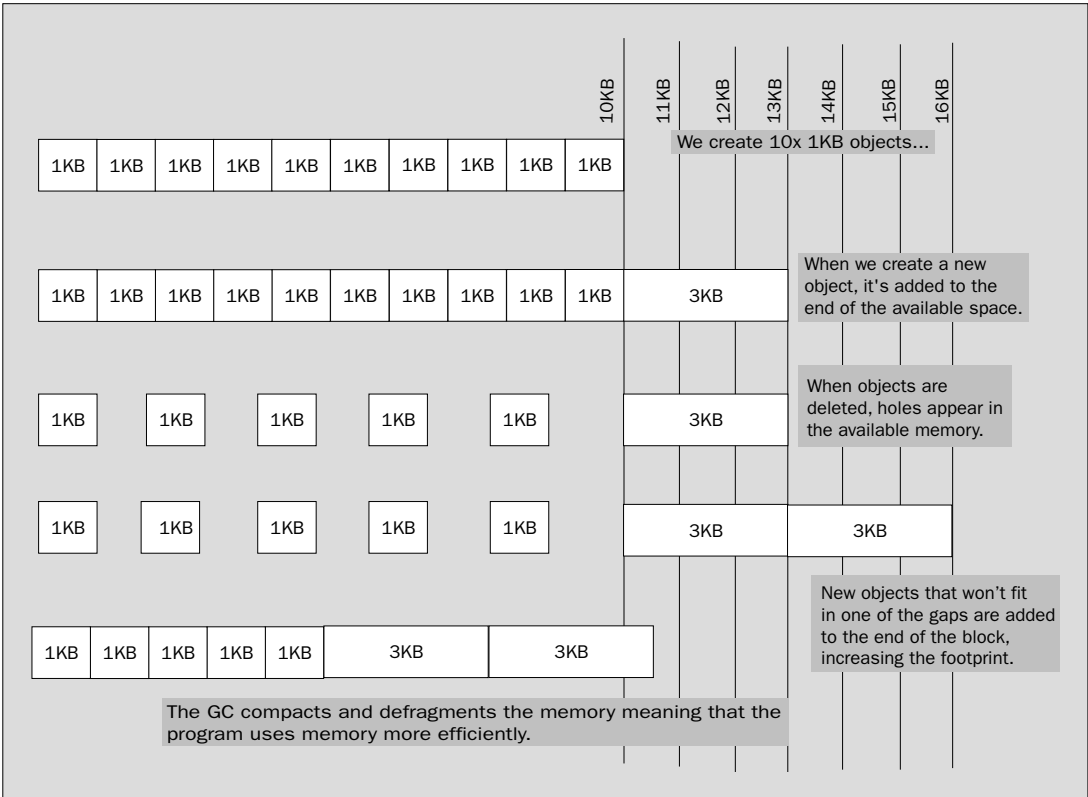 10KB
11KB
12KB
13KB
14KB
15KB
16KB
We create 10x 1KB objects...
1KB 1KB 1KB 1KB 1KB 1KB 1KB 1KB 1KB 1KB
When we create a new
object, it's added to the
end of the available space.
1KB 1KB 1KB 1KB 1KB 1KB 1KB 1KB 1KB 1KB 3KB
When objects are
deleted, holes appear in
the available memory.
1KB 1KB 1KB 1KB 1KB 3KB
1KB 1KB 1KB 1KB 1KB 3KB 3KB
New objects that won’t fit
in one of the gaps are added
to the end of the block,
increasing the footprint.
1KB 1KB 1KB 1KB 1KB 3KB 3KB
The GC compacts and defragments the memory meaning that the
program uses memory more efficiently.